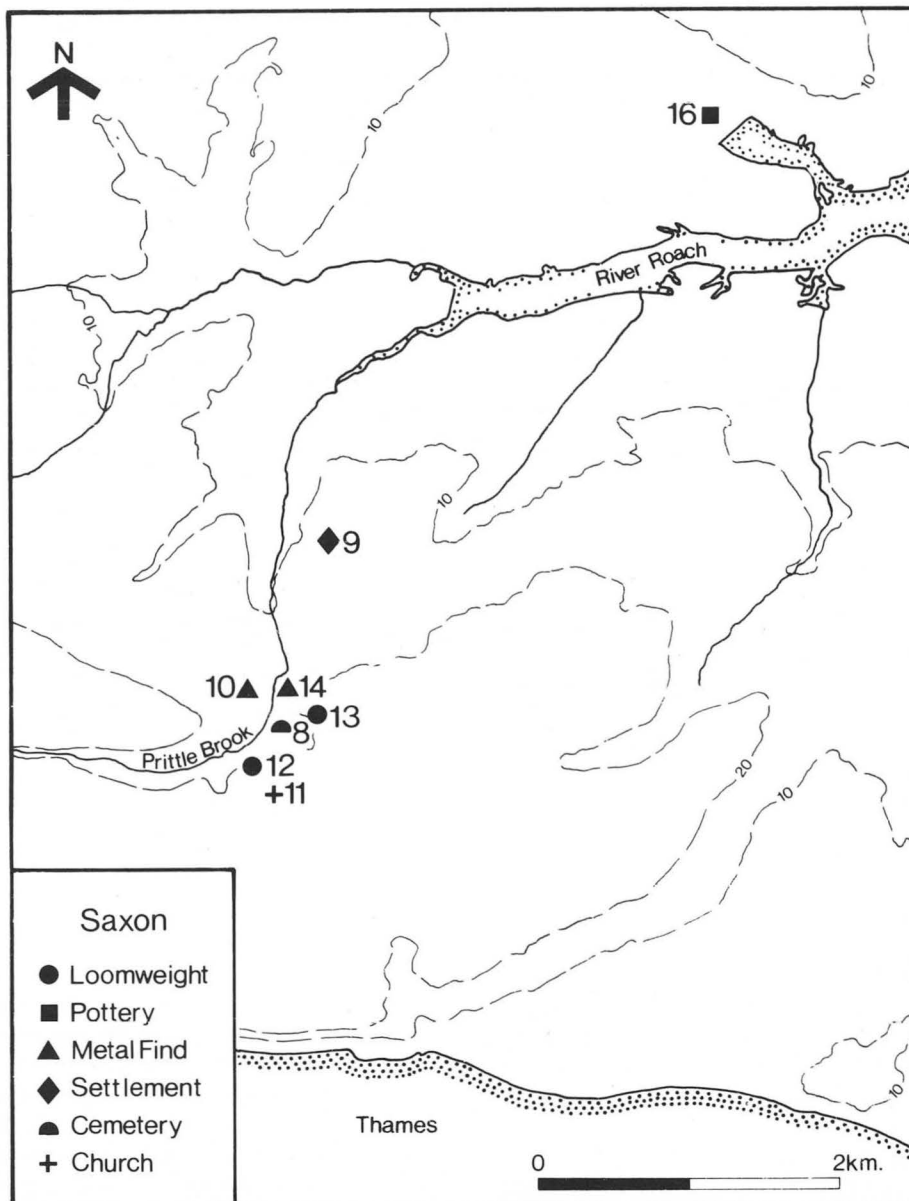 N
10
16
River Roach
10
10
9
10
10
14
13
8
Prittle Brook
12
11
20
10
Saxon
Loomweight
Pottery
Metal Find
Settlement
Cemetery
Church
10
Thames
0 2km.